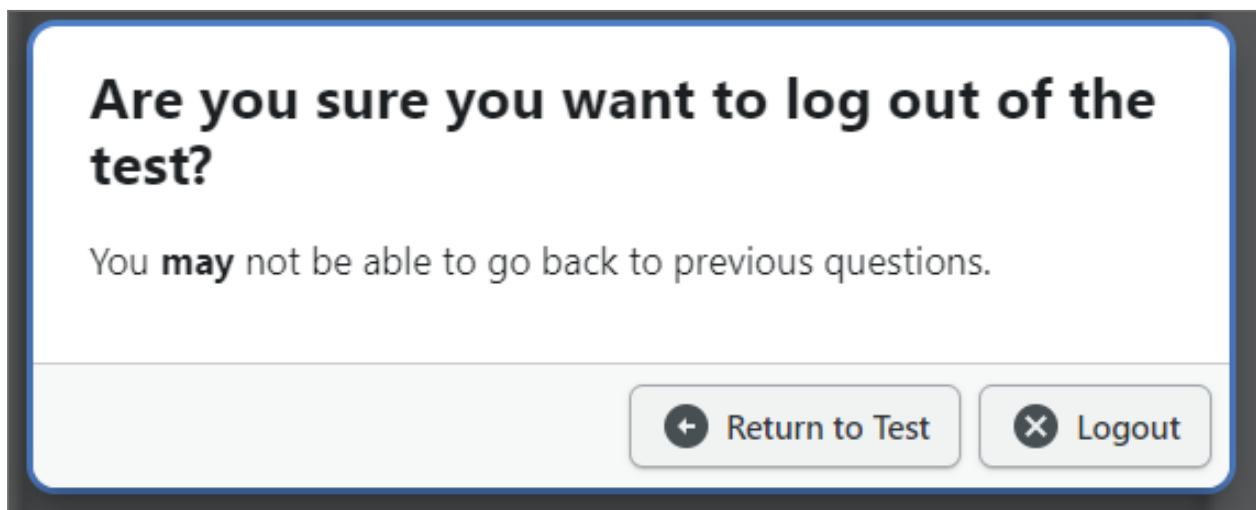 Are you sure you want to log out of the
test?
You may not be able to go back to previous questions.
Return to Test
Logout